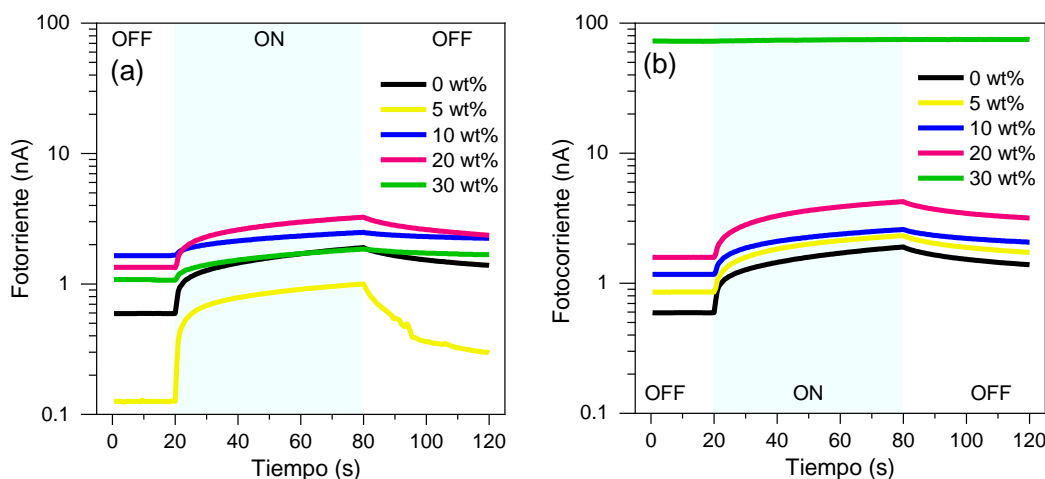 100
OFF
ON
OFF
(a)
0 wt%
5 wt%
10 wt%
20 wt%
30 wt%
10
1
0.1
Fotorriente (nA)
0 20 40 60 80 100 120
Tiempo (s)
100
(b)
0 wt%
5 wt%
10 wt%
20 wt%
30 wt%
10
1
OFF
ON
OFF
0.1
Fotocorriente (nA)
0 20 40 60 80 100 120
Tiempo (s)